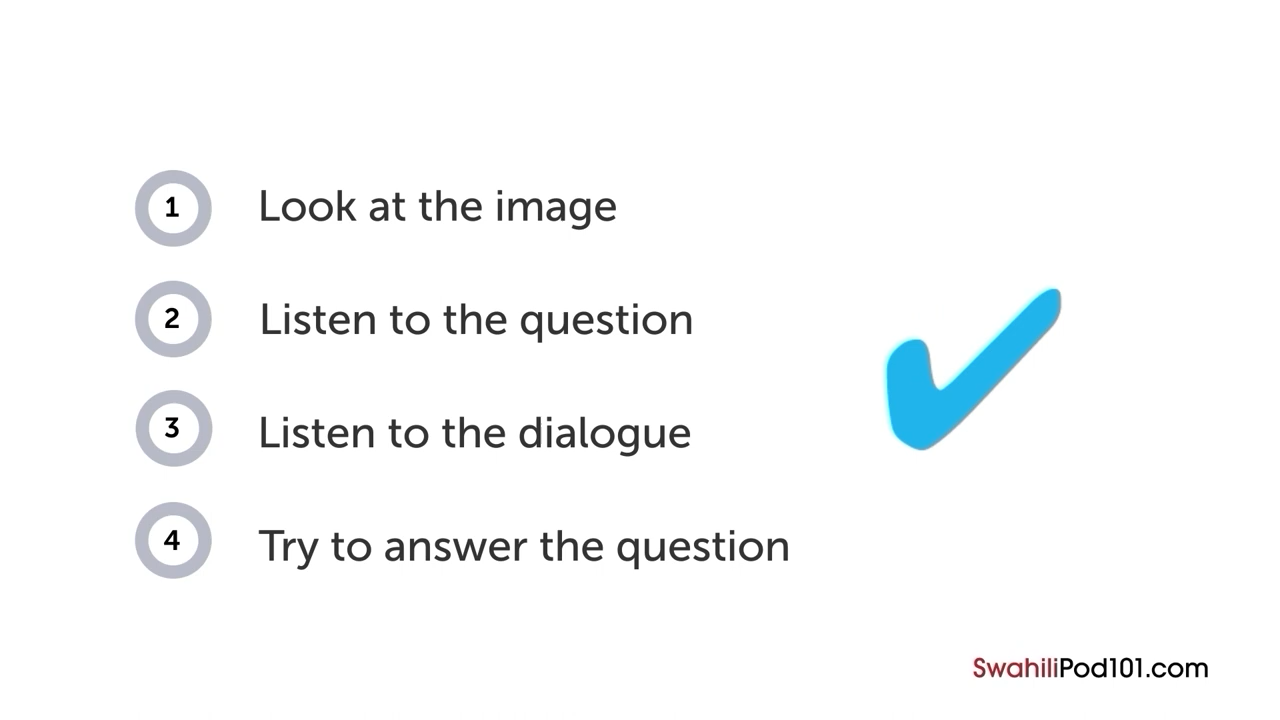 1 Look at the image
2 Listen to the question
3 Listen to the dialogue
4 Try to answer the question
SwahiliPod101.com